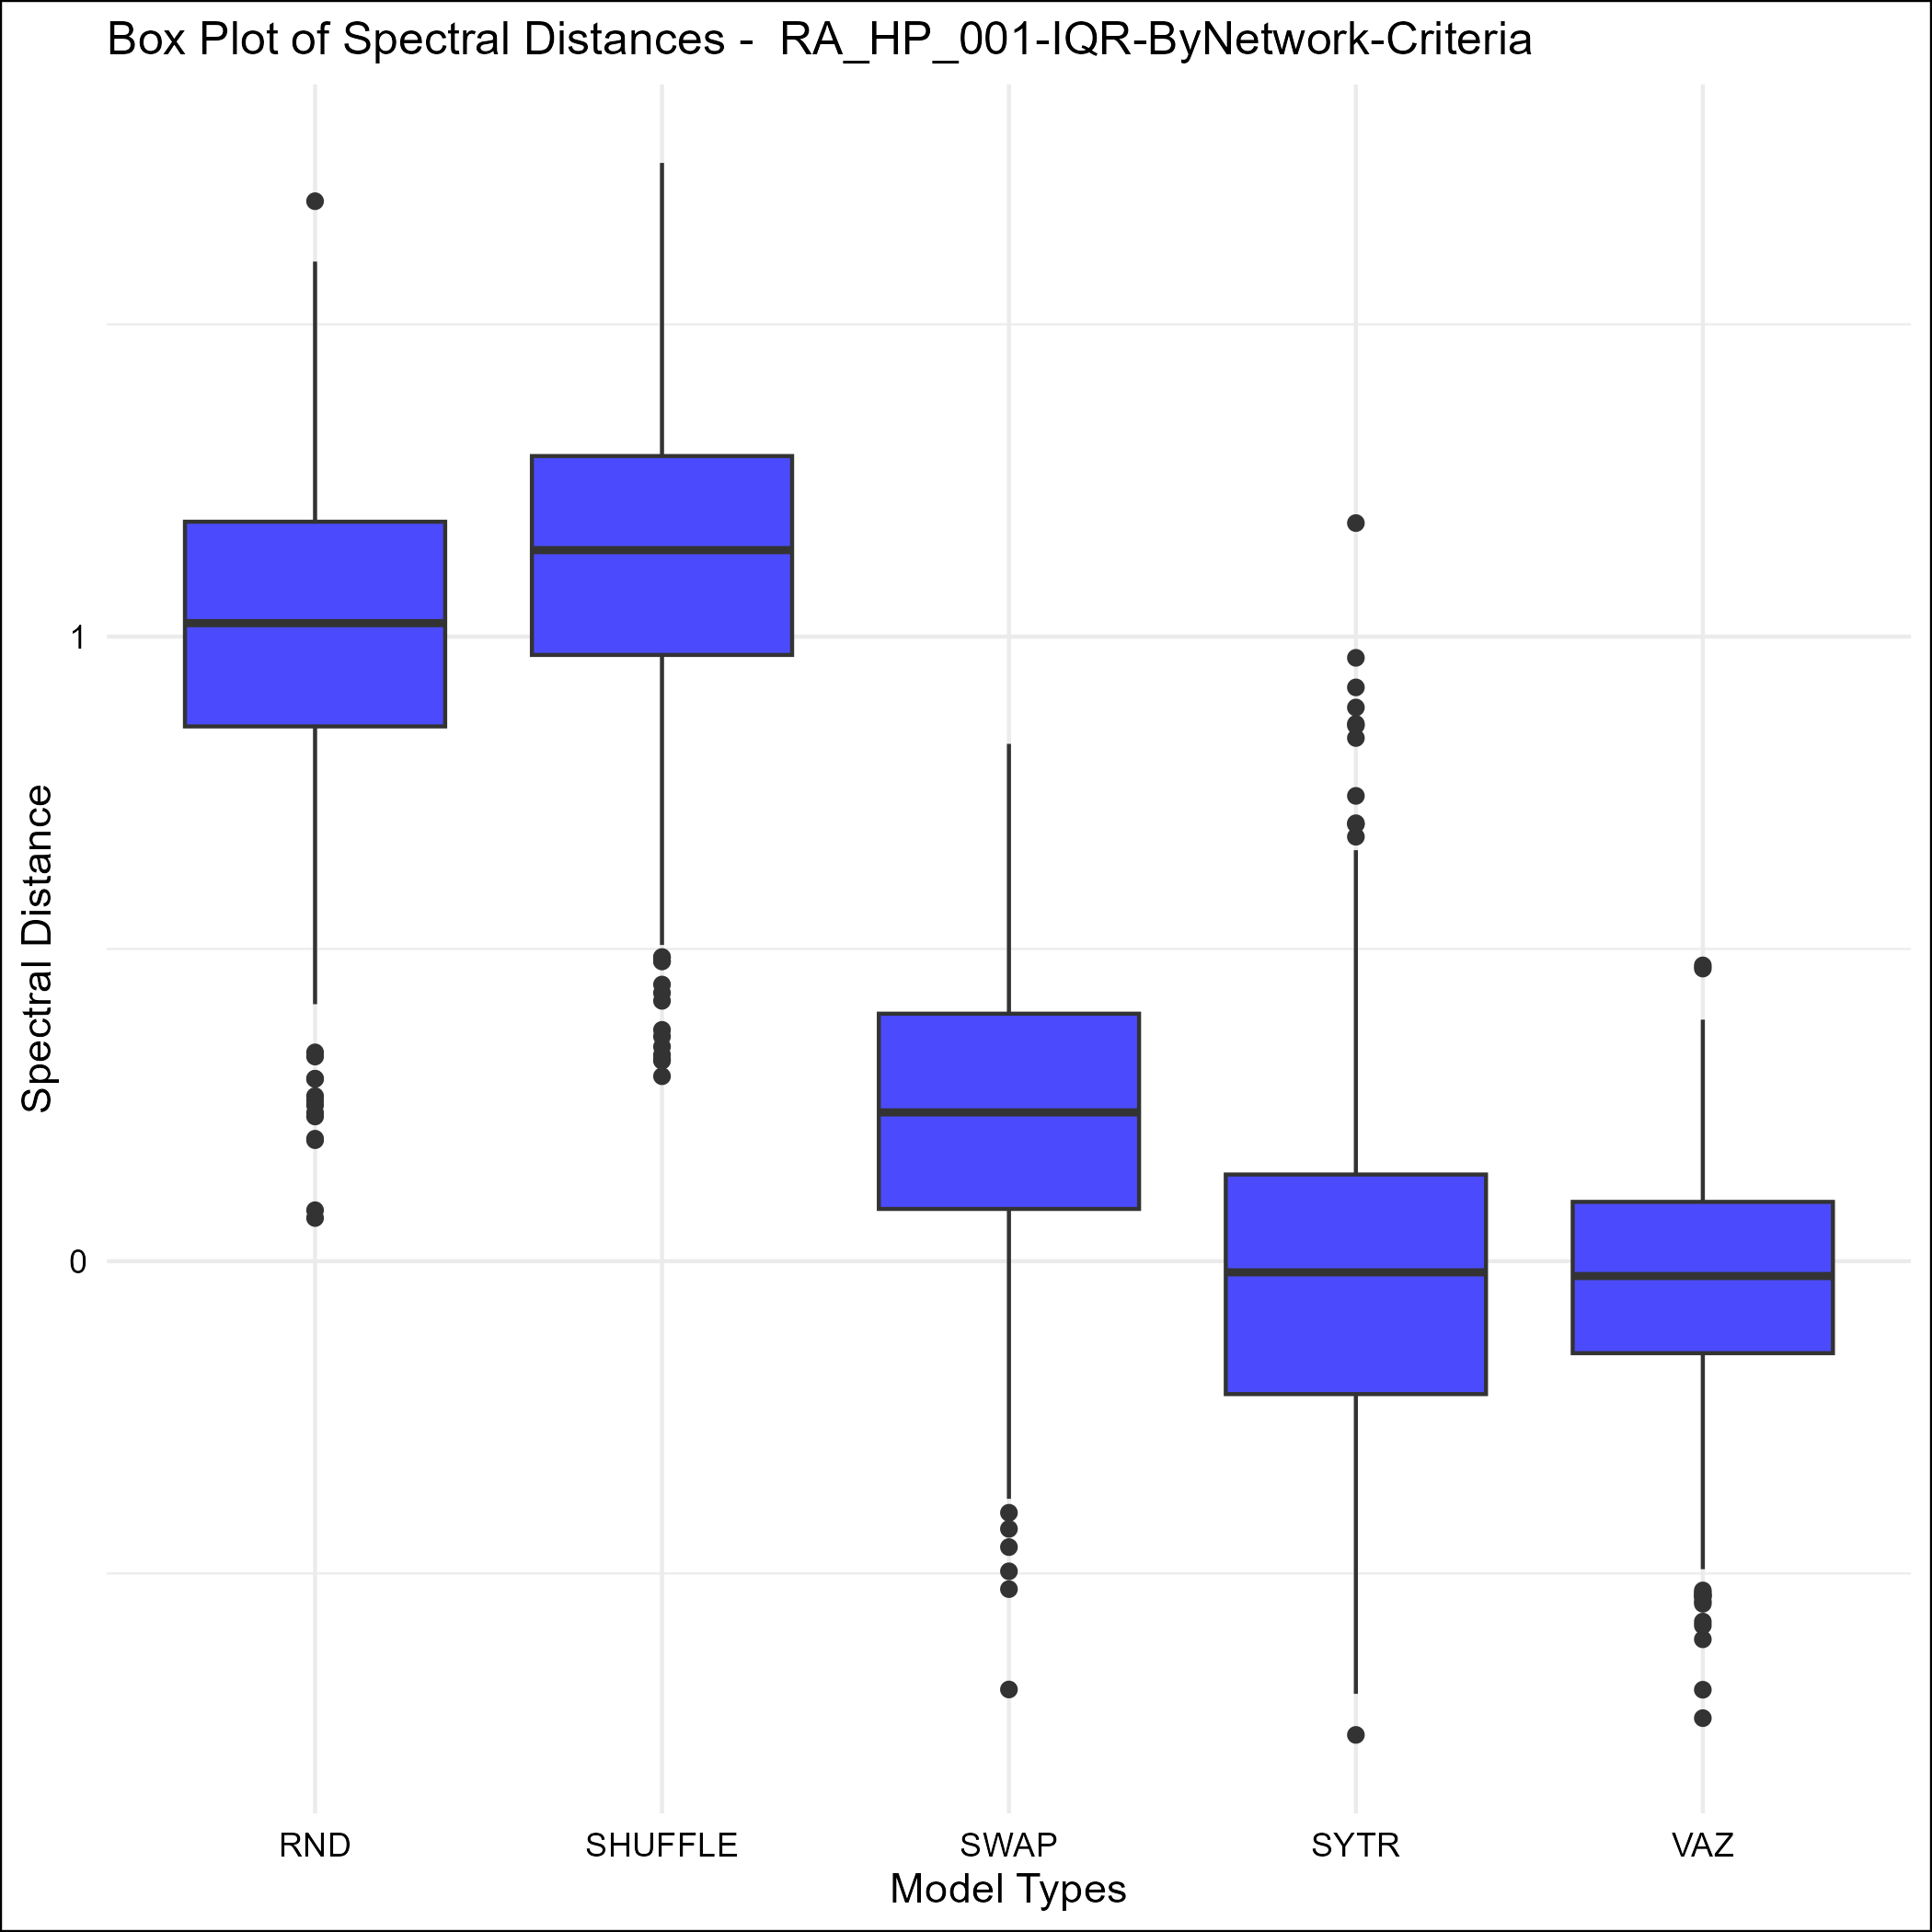 Box Plot of Spectral Distances -  RA_HP_001-IQR-ByNetwork-Criteria
Spectral Distance
1
0
RND SHUFFLE SWAP SYTR VAZ
Model Types